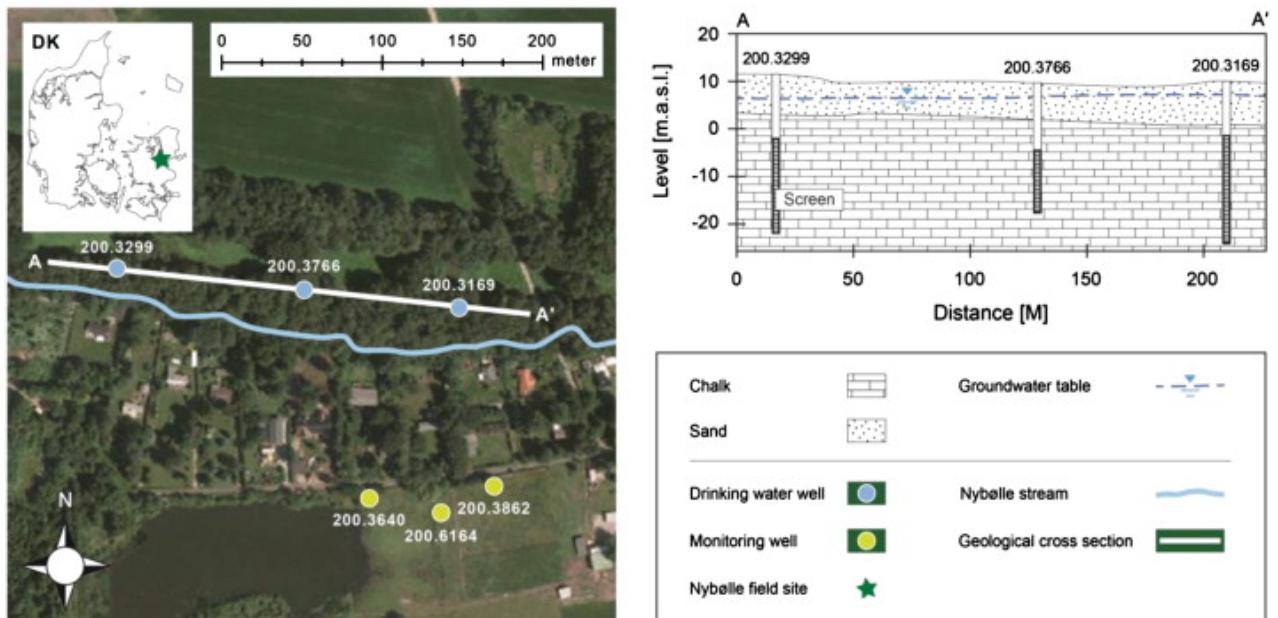 DK
0 50 100 150 200
meter
200.3299
A
200.3766
200.3169
A'
N
200.3640
200.6164
200.3862
A
A'
20
10
0
-10
-20
200.3299
200.3766
200.3169
Screen
Level [m.a.s.l.]
0 50 100 150 200
Distance [M]
Chalk
Groundwater table
Sand
Drinking water well
Nybølle stream
Monitoring well
Geological cross section
Nybølle field site